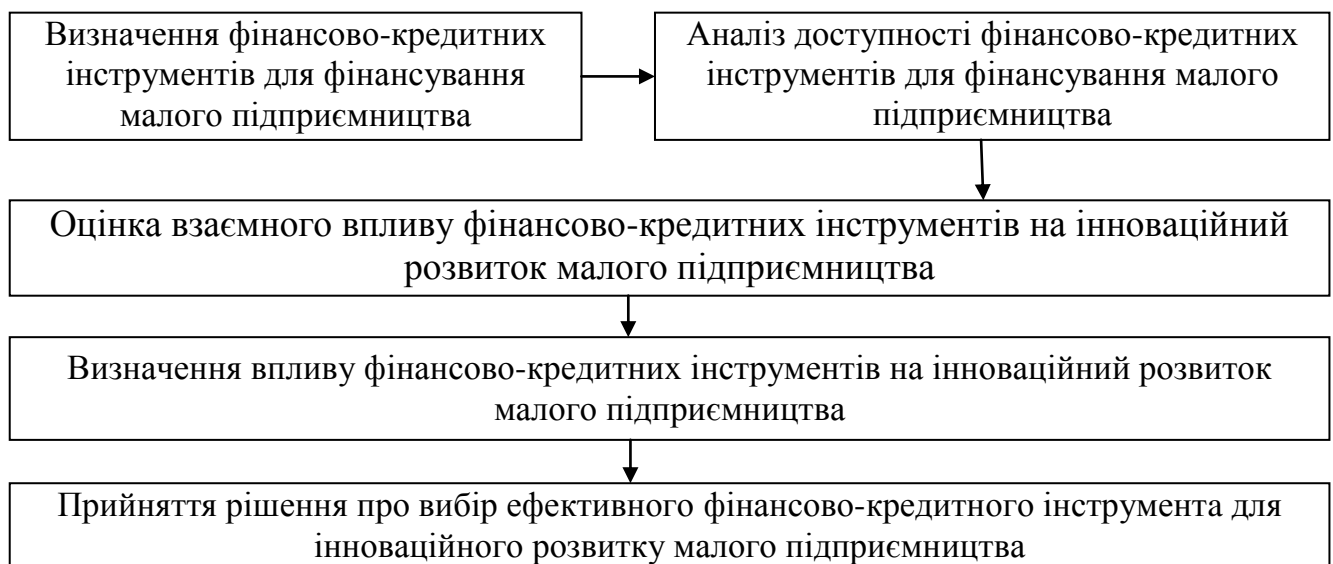 Визначення фінансово-кредитних
інструментів для фінансування
малого підприємництва
Аналіз доступності фінансово-кредитних
інструментів для фінансування малого
підприємництва
Оцінка взаємного впливу фінансово-кредитних інструментів на інноваційний
розвиток малого підприємництва
Визначення впливу фінансово-кредитних інструментів на інноваційний розвиток
малого підприємництва
Прийняття рішення про вибір ефективного фінансово-кредитного інструмента для
інноваційного розвитку малого підприємництва